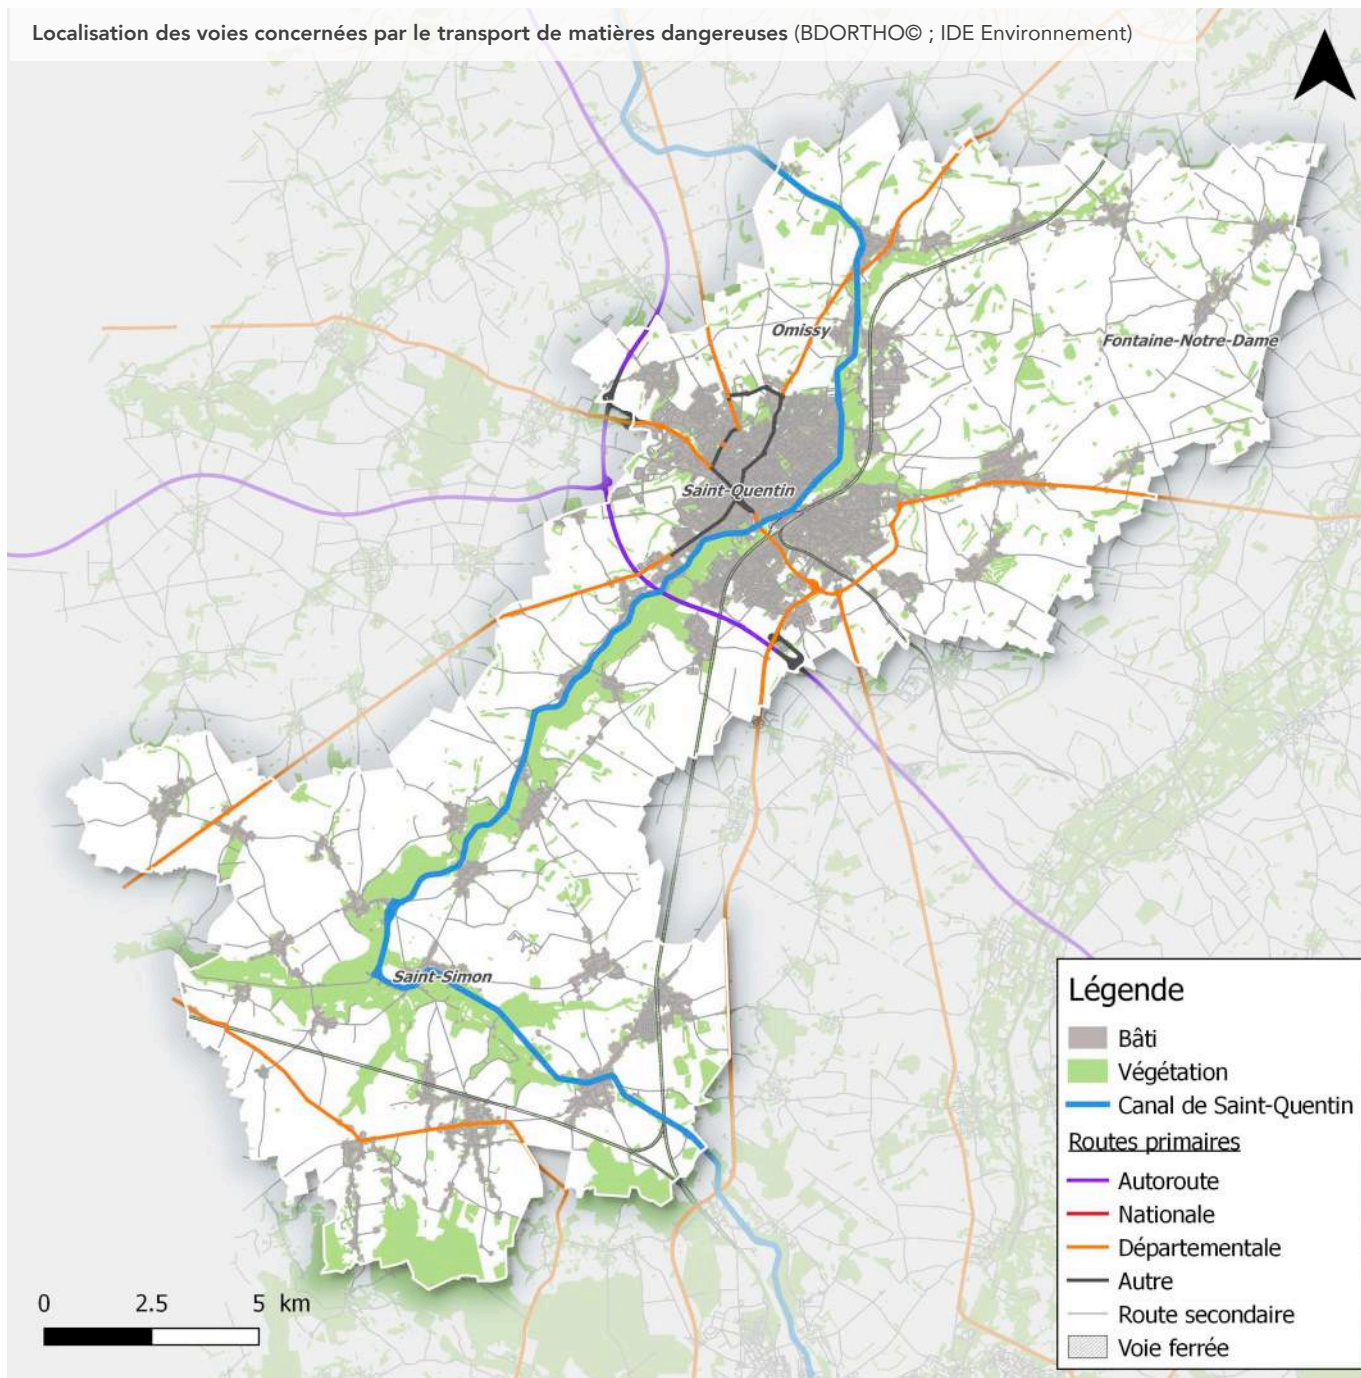 Localisation des voies concernées par le transport de matières dangereuses (BDORTHO© ; IDE Environnement)
Omissy
Fontaine-Notre-Dame
Saint-Quentin
Saint-Simon
Légende
Bâti
Végétation
Canal de Saint-Quentin
Routes primaires
Autoroute
Nationale
Départementale
Autre
Route secondaire
Voie ferrée
0 2.5 5 km